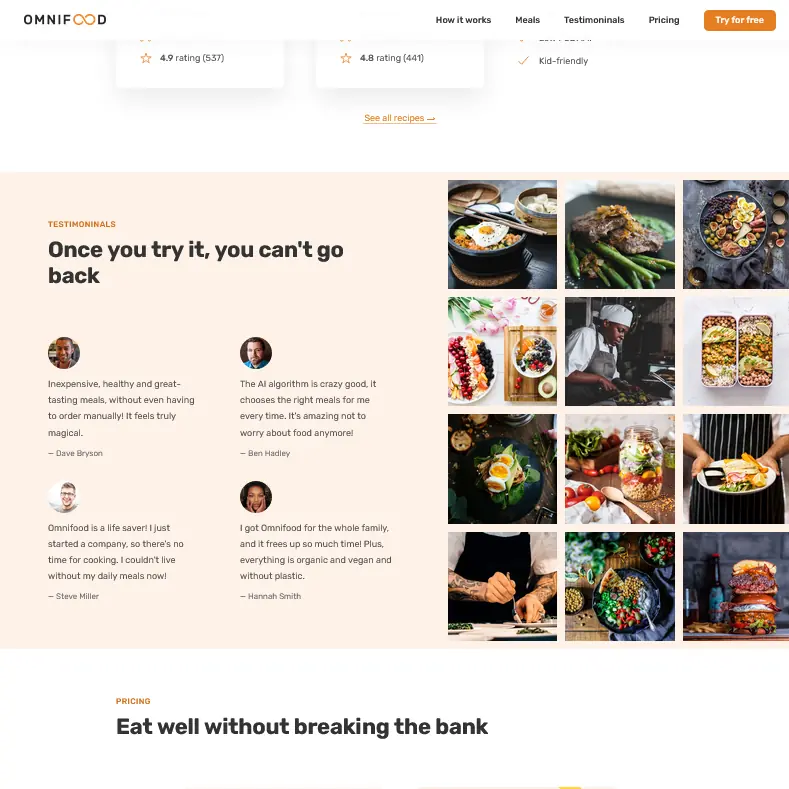 OMNIFOOD
How it works
Meals
Testimoninals
Pricing
Try for free
4.9 rating (537)
4.8 rating (441)
Kid-friendly
See all recipes →
TESTIMONINALS
Once you try it, you can't go
back
Inexpensive, healthy and great-
tasting meals, without even having
to order manually! It feels truly
magical.
— Dave Bryson
The AI algorithm is crazy good, it
chooses the right meals for me
every time. It's amazing not to
worry about food anymore!
— Ben Hadley
Omnifood is a life saver! I just
started a company, so there's no
time for cooking. I couldn't live
without my daily meals now!
— Steve Miller
I got Omnifood for the whole family,
and it frees up so much time! Plus,
everything is organic and vegan and
without plastic.
— Hannah Smith
PRICING
Eat well without breaking the bank